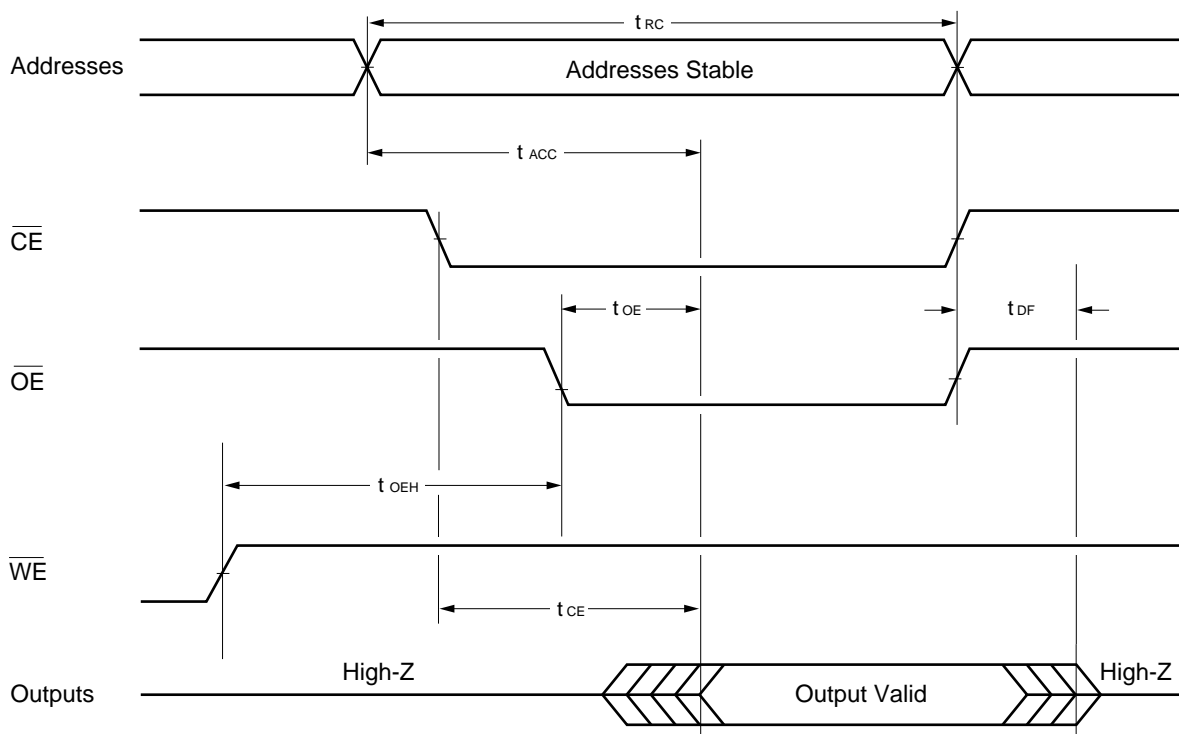 t RC
Addresses
Addresses Stable
t ACC
CE
t OE
t DF
OE
t OEH
WE
t CE
High-Z
High-Z
Outputs
Output Valid